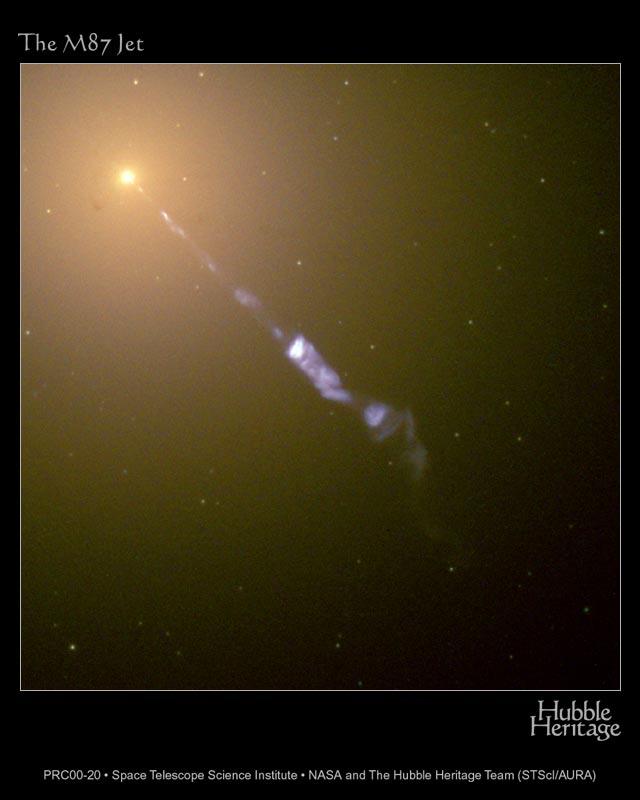 The M87 Jet
Hubble
Heritage
PRC00-20 • Space Telescope Science Institute • NASA and The Hubble Heritage Team (STScI/AURA)